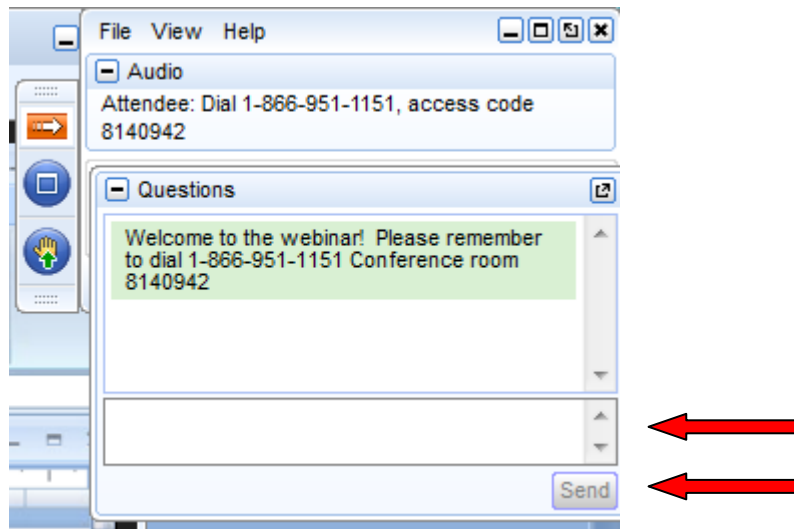 File View Help
Audio
Attendee: Dial 1-866-951-1151, access code
8140942
Questions
Welcome to the webinar! Please remember
to dial 1-866-951-1151 Conference room
8140942
Send